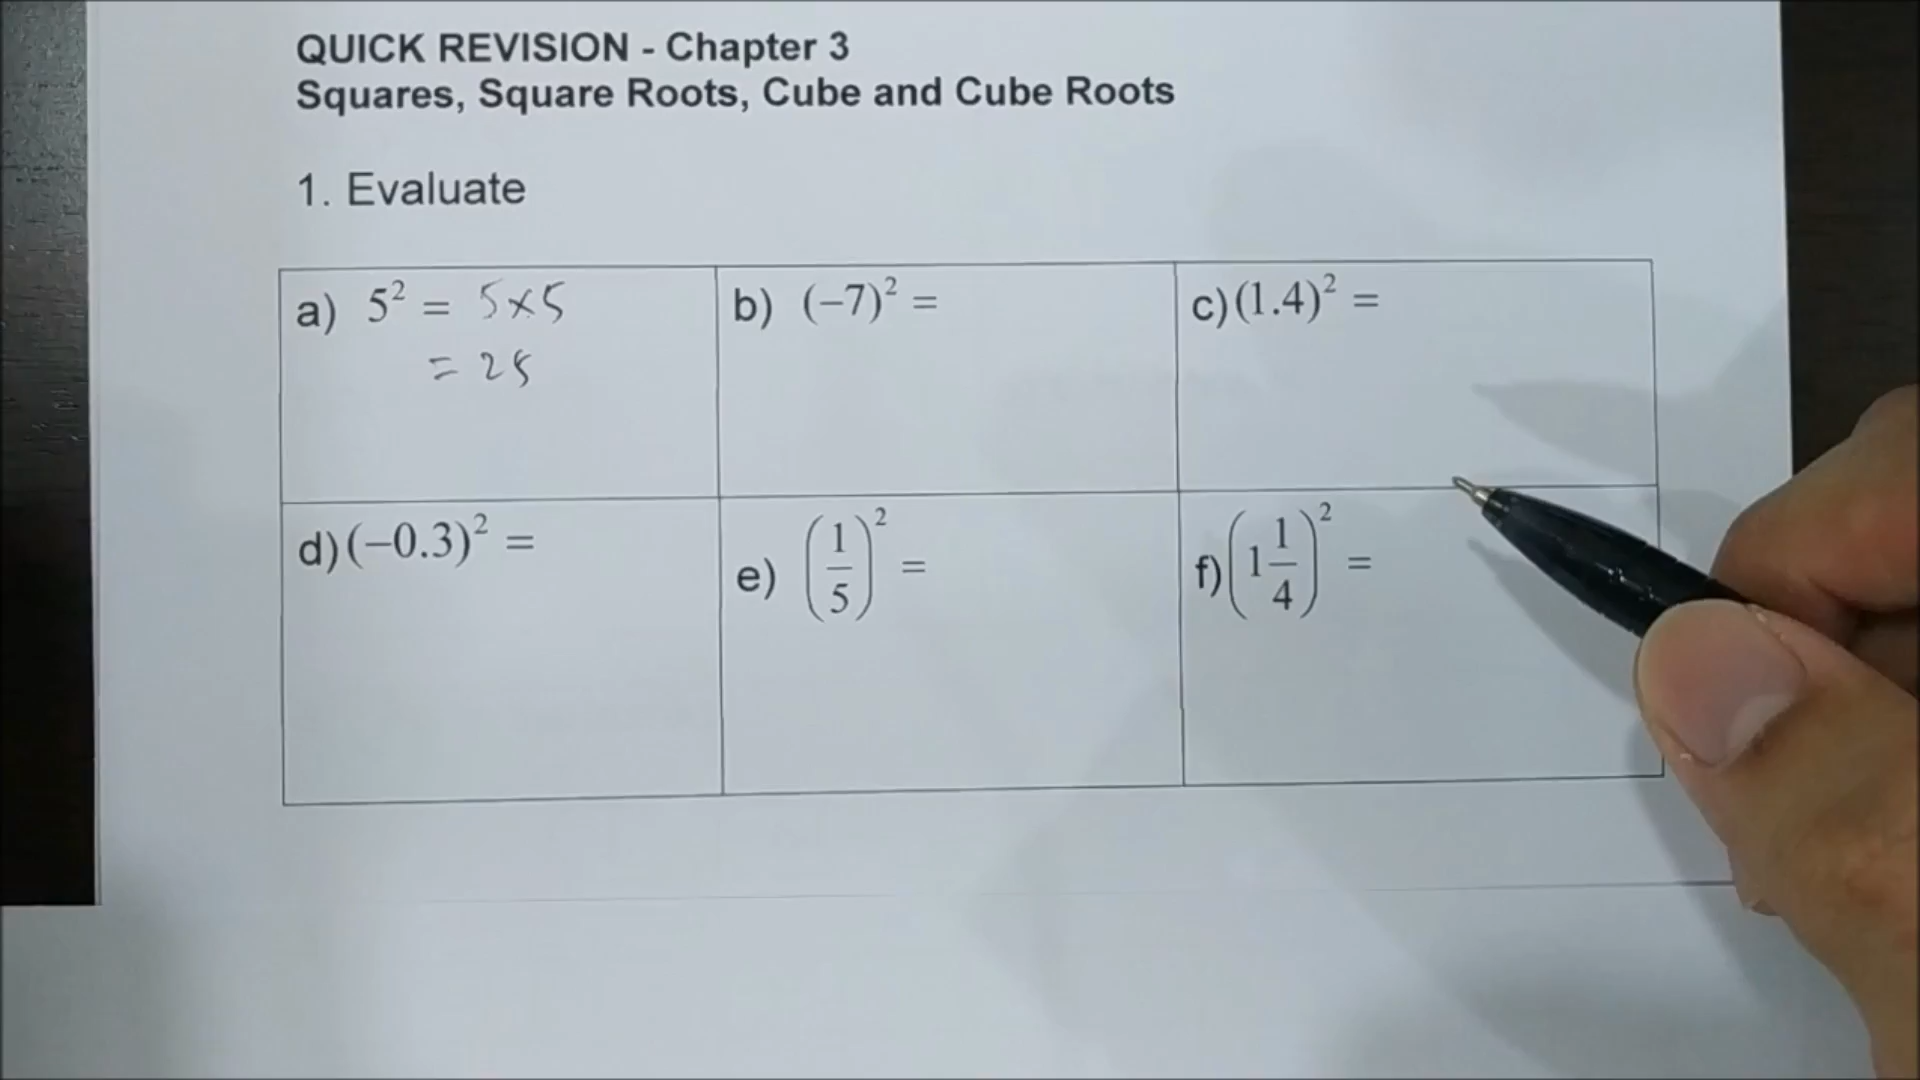 QUICK REVISION - Chapter 3
Squares, Square Roots, Cube and Cube Roots
1. Evaluate
a) 5² = 5×5
= 25
b) (−7)² =
c) (1.4)² =
d) (−0.3)² =
e) (1/5)² =
f) (1 1/4)² =